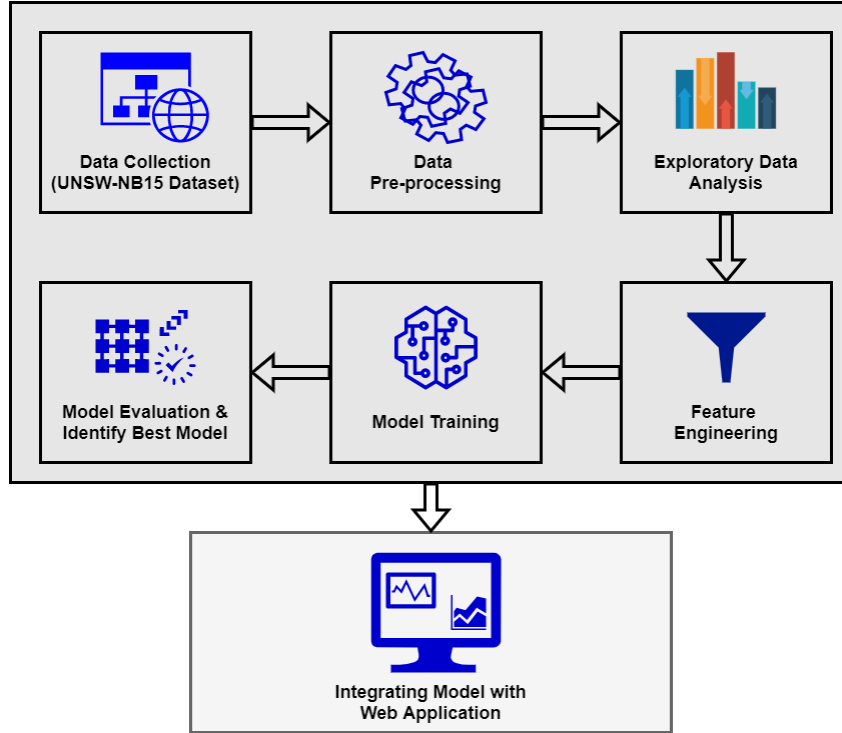 Data Collection
(UNSW-NB15 Dataset)
Data
Pre-processing
Exploratory Data
Analysis
Model Evaluation &
Identify Best Model
Model Training
Feature
Engineering
Integrating Model with
Web Application